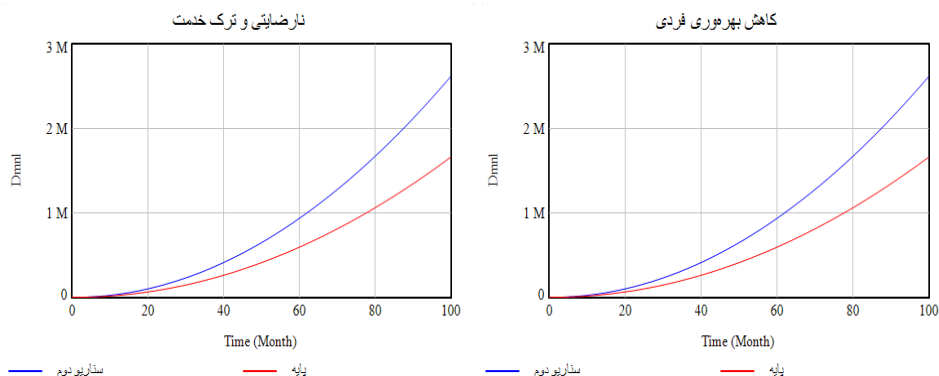 نارضایتی و ترک خدمت
3 M
2 M
1 M
0
Dmnl
0 20 40 60 80 100
Time (Month)
سناریو دوم
پایه
کاهش بهره‌وری فردی
3 M
2 M
1 M
0
Dmnl
0 20 40 60 80 100
Time (Month)
سناریو دوم
پایه